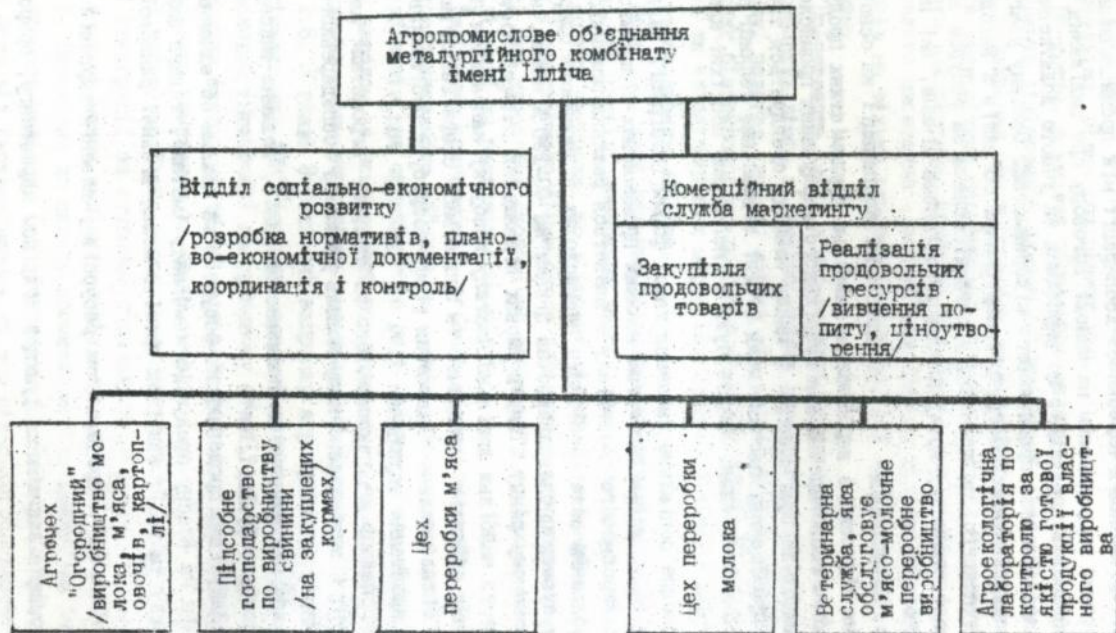 Агропромислове об'єднання
металургійного комбінату
імені Ілліча
Відділ соціально-економічного
розвитку
/розробка нормативів, плано-
во-економічної документації,
координація і контроль/
Комерційний відділ
служба маркетингу
Закупівля
продовольчих
товарів
Реалізація
продовольчих
ресурсів
/вивчення по-
питу, ціноутво-
рення/
Агроцех
"Огородний"
/виробництво мо-
лока, м'яса,
овочів, картоп-
лі/
Підсобне
господарство
по виробництву
свинини
/на закуплених
кормах/
Цех
переробки м'яса
Цех переробки
молока
Ветеринарна
служба, яка
обслуговує
м'ясо-молочне
переробне
виробництво
Агроекологічна
лабораторія по
контролю за
якістю готової
продукції влас-
ного виробницт-
ва